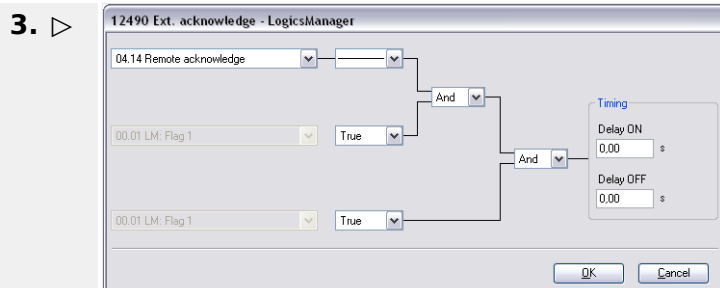 3. ▷
12490 Ext. acknowledge - LogicsManager
04.14 Remote acknowledge
And
Timing
Delay ON
00.01 LM: Flag 1 True
0,00 s
And
Delay OFF
0,00 s
00.01 LM: Flag 1 True
OK Cancel